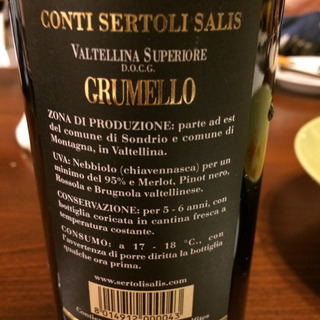 CONTI SERTOLI SALIS
VALTELLINA SUPERIORE
D.O.C.G.
GRUMELLO
ZONA DI PRODUZIONE: parte ad est
del comune di Sondrio e comune di
Montagna, in Valtellina.
UVA: Nebbiolo (chiavennasca) per un
minimo del 95% e Merlot, Pinot nero,
Rossola e Brugnola valtellinese.
CONSERVAZIONE: per 5 - 6 anni, con
bottiglia coricata in cantina fresca a
temperatura costante.
CONSUMO: a 17 - 18 °C., con
l'avvertenza di porre diritta la bottiglia
qualche ora prima.
www.sertolisalis.com
8 014912 000043